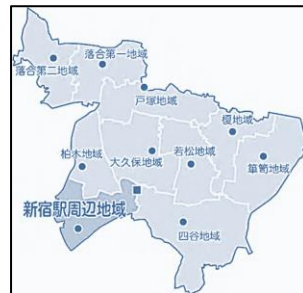 落合第一地域
落合第二地域
戸塚地域
榎地域
柏木地域
大久保地域
若松地域
箪笥地域
新宿駅周辺地域
四谷地域